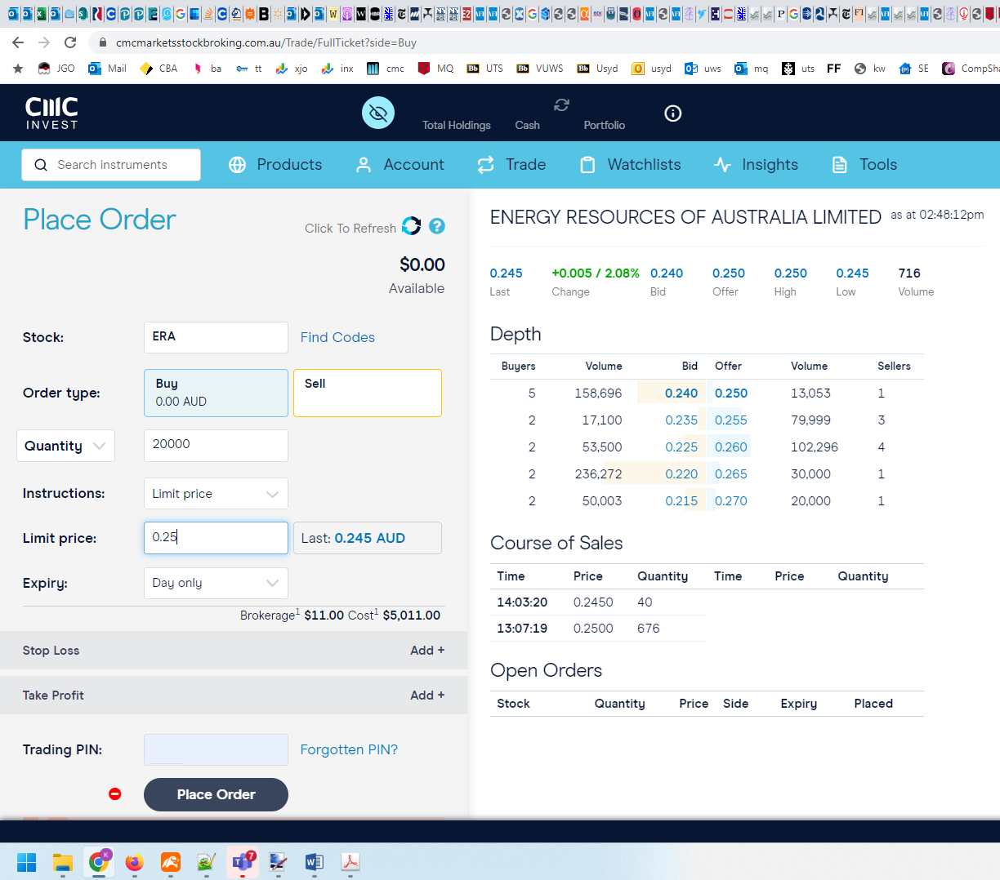 cmcmarketsstockbroking.com.au/Trade/FullTicket?side=Buy
JGO Mail CBA ba tt xjo inx cmc MQ Bb UTS Bb VUWS Bb Usyd usyd uws mq uts FF kw SE CompSha
CMC INVEST
Total Holdings Cash Portfolio
Search instruments Products Account Trade Watchlists Insights Tools
Place Order
Click To Refresh ?
$0.00
Available
Stock: ERA Find Codes
Order type: Buy 0.00 AUD Sell
Quantity 20000
Instructions: Limit price
Limit price: 0.25 Last: 0.245 AUD
Expiry: Day only
Brokerage1 $11.00 Cost1 $5,011.00
Stop Loss Add +
Take Profit Add +
Trading PIN: Forgotten PIN?
Place Order
ENERGY RESOURCES OF AUSTRALIA LIMITED as at 02:48:12pm
0.245 +0.005 / 2.08% 0.240 0.250 0.250 0.245 716
Last Change Bid Offer High Low Volume
Depth
Buyers Volume Bid Offer Volume Sellers
5 158,696 0.240 0.250 13,053 1
2 17,100 0.235 0.255 79,999 3
2 53,500 0.225 0.260 102,296 4
2 236,272 0.220 0.265 30,000 1
2 50,003 0.215 0.270 20,000 1
Course of Sales
Time Price Quantity Time Price Quantity
14:03:20 0.2450 40
13:07:19 0.2500 676
Open Orders
Stock Quantity Price Side Expiry Placed
K 7